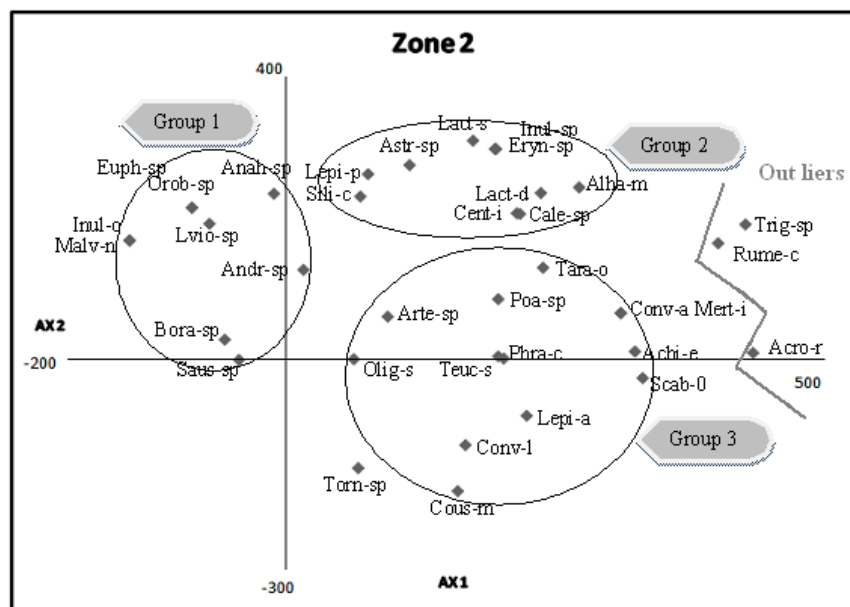 Zone 2
400
Group 1
Lact-s
Inul-sp
Eryn-sp
Astr-sp
Group 2
Euph-sp
Anah-sp
Orob-sp
Lepi-p
Slli-c
Lact-d
Alha-m
Out liers
Cent-i
Cale-sp
Inul-c
Malv-n
Lvio-sp
Trig-sp
Rume-c
Andr-sp
Tara-o
Poa-sp
Arte-sp
Conv-a Mert-i
AX2
Bora-sp
-200
Saus-sp
Olig-s
Teuc-s
Phra-c
Achi-e
Acro-r
Scab-0
500
Lepi-a
Conv-l
Group 3
Torn-sp
Cous-m
-300
AX1